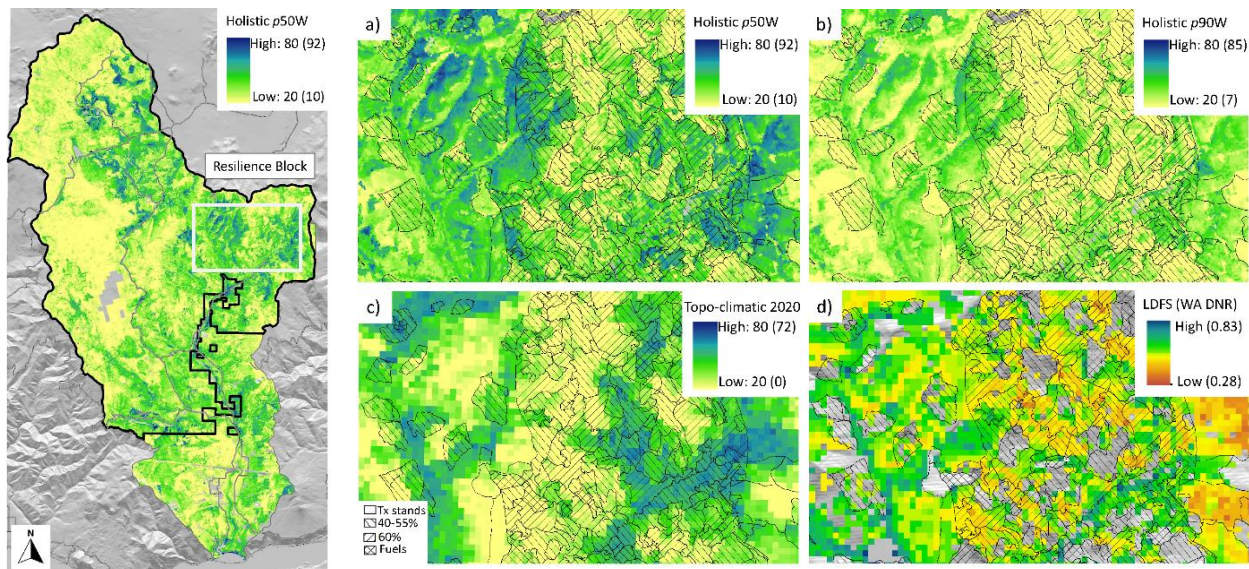 Holistic p50W
High: 80 (92)
Low: 20 (10)
Resilience Block
N
a)
Holistic p50W
High: 80 (92)
Low: 20 (10)
b)
Holistic p90W
High: 80 (85)
Low: 20 (7)
c)
Topo-climatic 2020
High: 80 (72)
Low: 20 (0)
Tx stands
40-55%
60%
Fuels
d)
LDFS (WA DNR)
High (0.83)
Low (0.28)